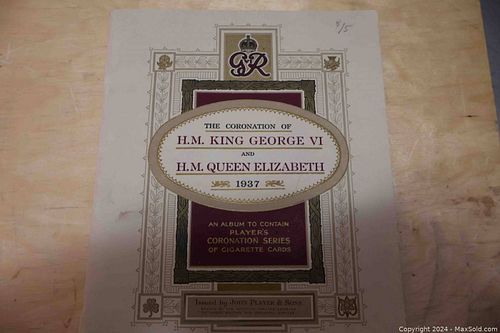 GR
THE CORONATION OF
H.M. KING GEORGE VI
AND
H.M. QUEEN ELIZABETH
1937
AN ALBUM TO CONTAIN
PLAYER'S
CORONATION SERIES
OF CIGARETTE CARDS
Issued by JOHN PLAYER & SONS
Copyright 2024 - MaxSold.com